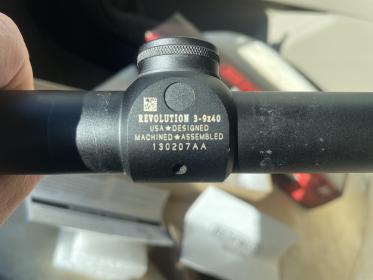 REVOLUTION 3-9x40
USA★DESIGNED
MACHINED★ASSEMBLED
130207AA